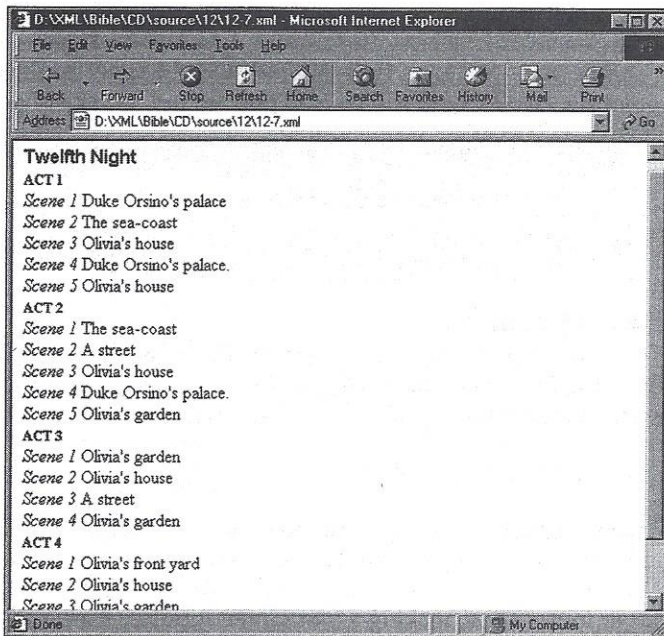 D:\XML\Bible\CD\source\12\12-7.xml - Microsoft Internet Explorer
File Edit View Favorites Tools Help
Back Forward Stop Refresh Home Search Favorites History Mail Print
Address D:\XML\Bible\CD\source\12\12-7.xml Go
Twelfth Night
ACT 1
Scene 1 Duke Orsino's palace
Scene 2 The sea-coast
Scene 3 Olivia's house
Scene 4 Duke Orsino's palace.
Scene 5 Olivia's house
ACT 2
Scene 1 The sea-coast
Scene 2 A street
Scene 3 Olivia's house
Scene 4 Duke Orsino's palace.
Scene 5 Olivia's garden
ACT 3
Scene 1 Olivia's garden
Scene 2 Olivia's house
Scene 3 A street
Scene 4 Olivia's garden
ACT 4
Scene 1 Olivia's front yard
Scene 2 Olivia's house
Scene 3 Olivia's garden
Done My Computer